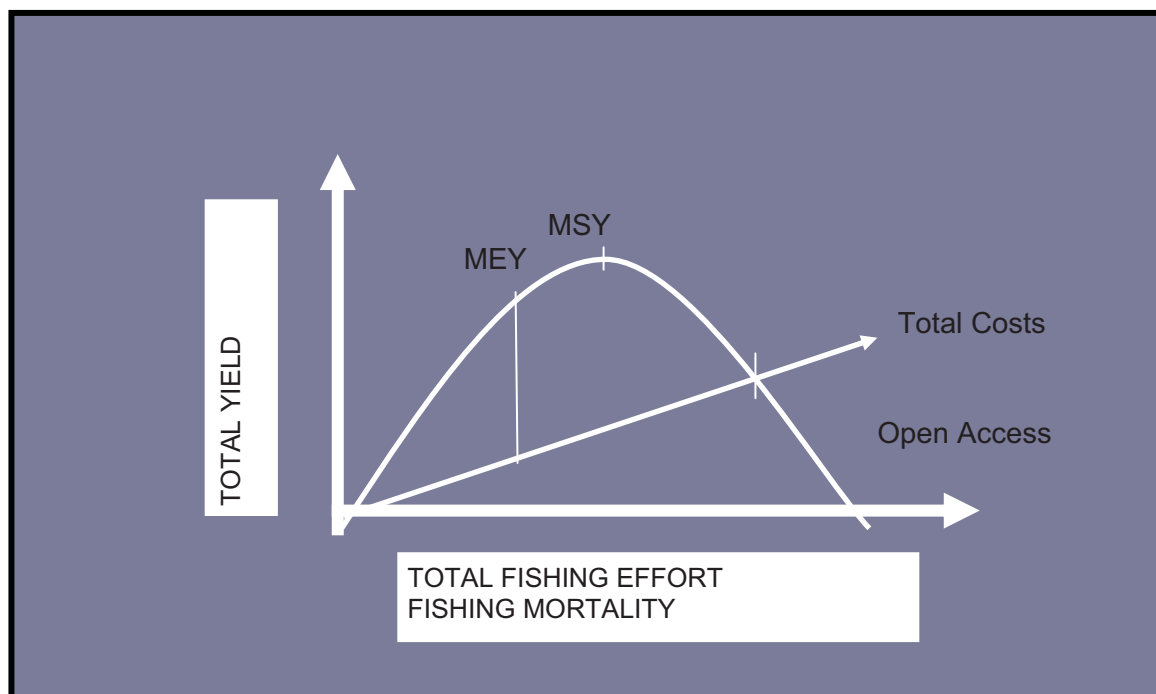 MSY
MEY
Total Costs
TOTAL YIELD
Open Access
TOTAL FISHING EFFORT
FISHING MORTALITY